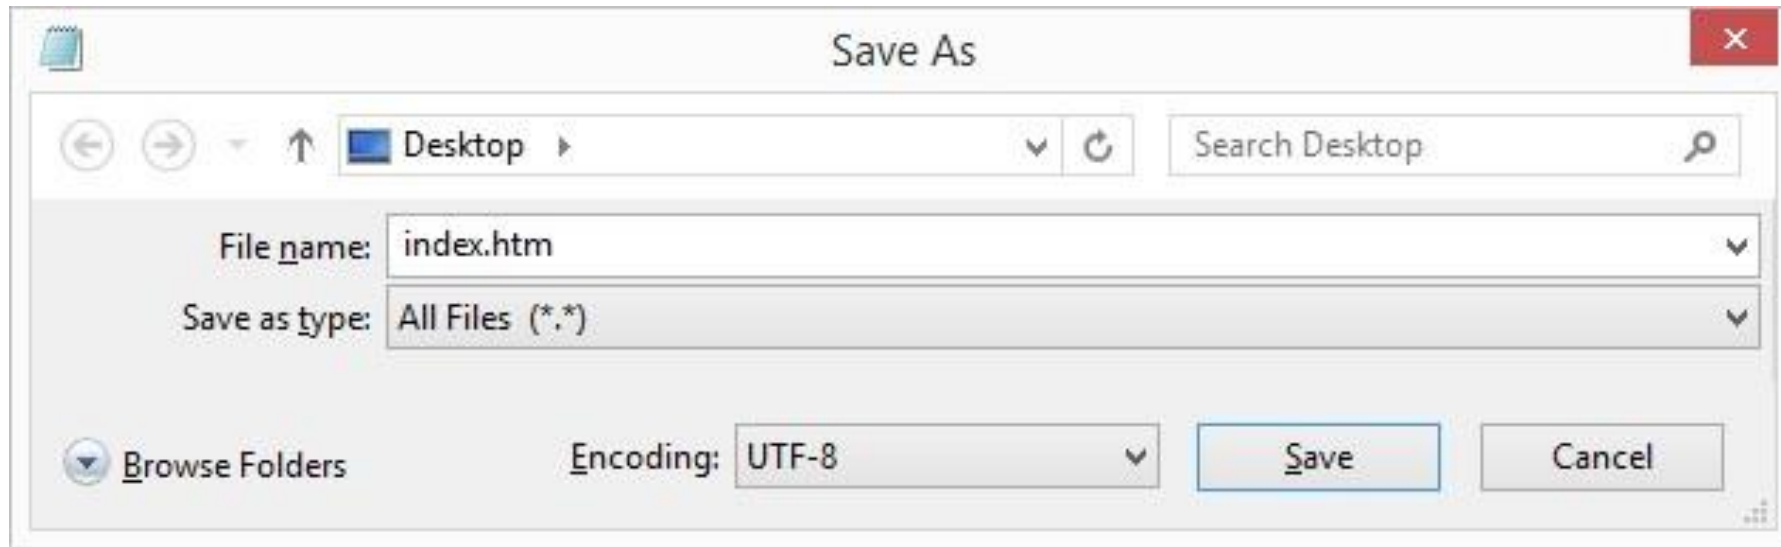 Save As
Desktop
Search Desktop
File name: index.htm
Save as type: All Files (*.*)
Browse Folders Encoding: UTF-8 Save Cancel